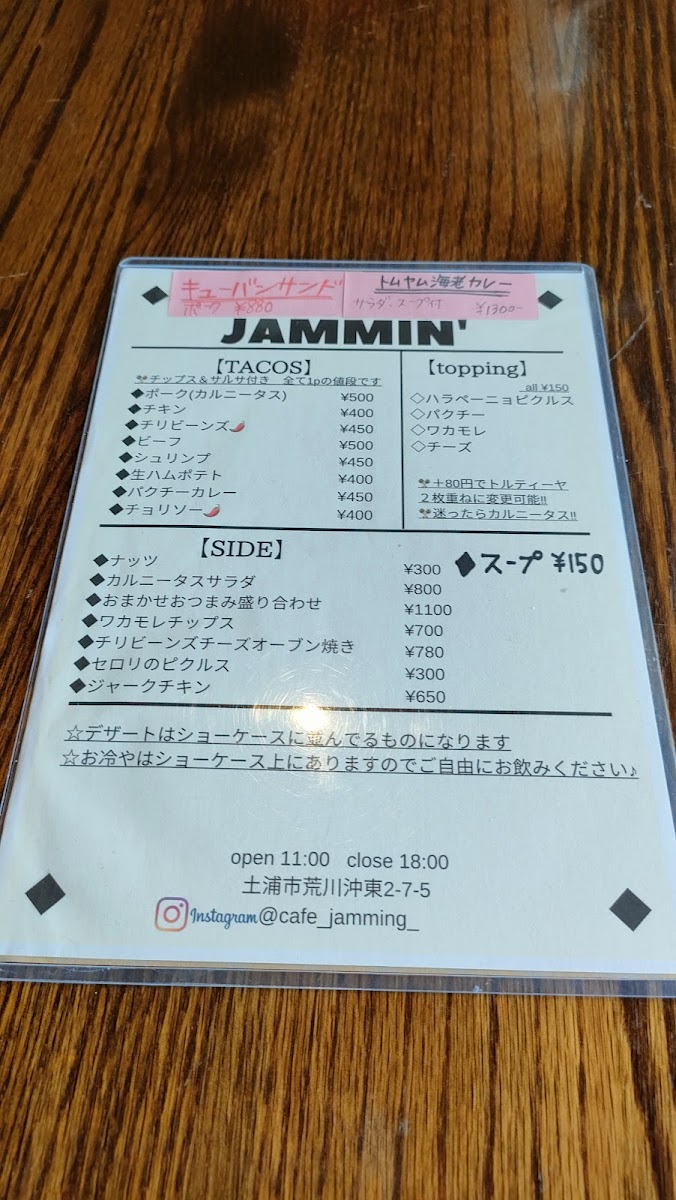 キューバンサンド
ポーク ¥880
トムヤム海老カレー
サラダ・スープ付 ¥1300-
JAMMIN'
【TACOS】
チップス＆サルサ付き 全て1pの値段です
◆ポーク(カルニータス) ¥500
◆チキン ¥400
◆チリビーンズ🌶 ¥450
◆ビーフ ¥500
◆シュリンプ ¥450
◆生ハムポテト ¥400
◆パクチーカレー ¥450
◆チョリソー🌶 ¥400
【topping】
all ¥150
◇ハラペーニョピクルス
◇パクチー
◇ワカモレ
◇チーズ
＋80円でトルティーヤ
２枚重ねに変更可能!!
迷ったらカルニータス!!
【SIDE】
◆ナッツ ¥300
◆カルニータスサラダ ¥800
◆おまかせおつまみ盛り合わせ ¥1100
◆ワカモレチップス ¥700
◆チリビーンズチーズオーブン焼き ¥780
◆セロリのピクルス ¥300
◆ジャークチキン ¥650
◆スープ ¥150
☆デザートはショーケースに並んでるものになります
☆お冷やはショーケース上にありますのでご自由にお飲みください♪
open 11:00 close 18:00
土浦市荒川沖東2-7-5
Instagram@cafe_jamming_